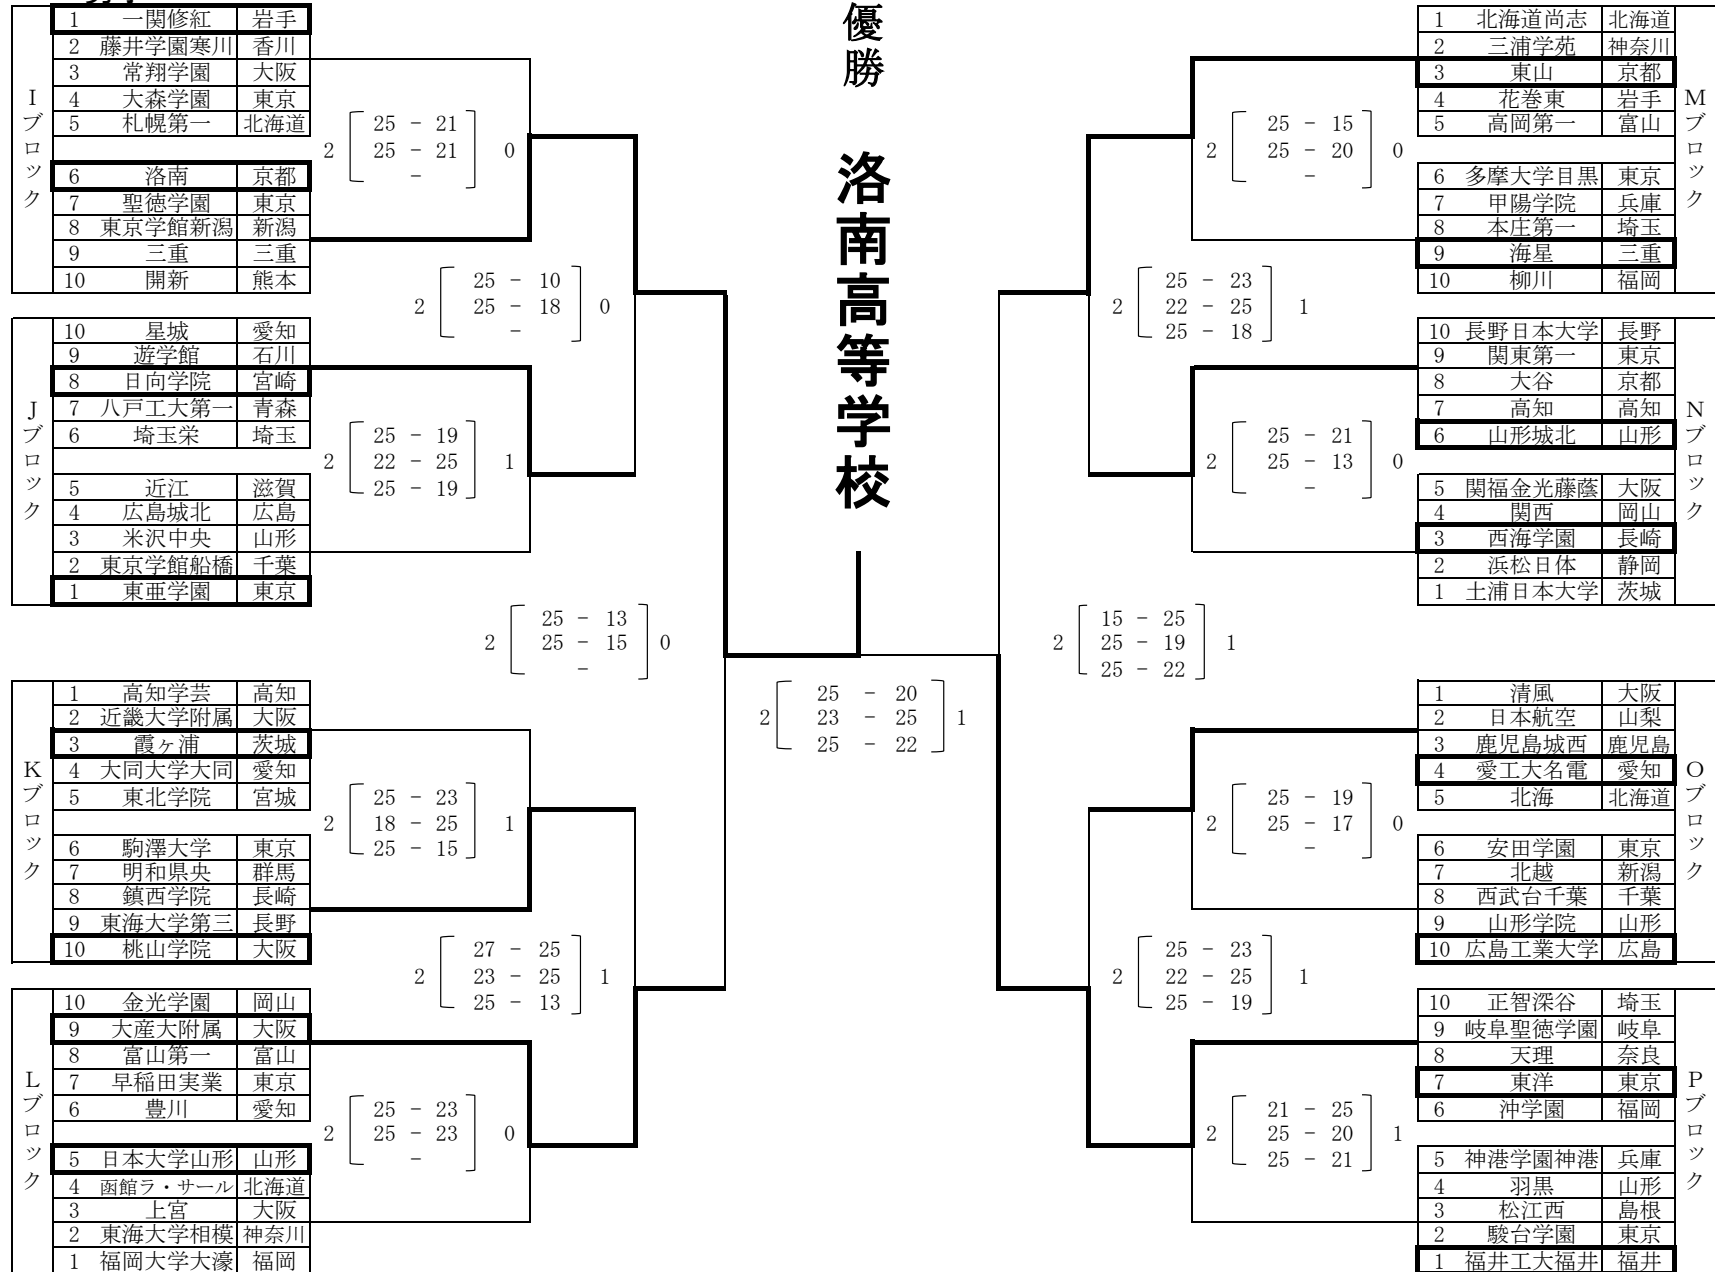 優勝 洛南高等学校
Iブロック
1 一関修紅 岩手
2 藤井学園寒川 香川
3 常翔学園 大阪
4 大森学園 東京
5 札幌第一 北海道
6 洛南 京都
7 聖徳学園 東京
8 東京学館新潟 新潟
9 三重 三重
10 開新 熊本
2 25 - 21 0
25 - 21
-
2 25 - 10 0
25 - 18
-
Jブロック
10 星城 愛知
9 遊学館 石川
8 日向学院 宮崎
7 八戸工大第一 青森
6 埼玉栄 埼玉
5 近江 滋賀
4 広島城北 広島
3 米沢中央 山形
2 東京学館船橋 千葉
1 東亜学園 東京
2 25 - 19 1
22 - 25
25 - 19
2 25 - 13 0
25 - 15
-
Kブロック
1 高知学芸 高知
2 近畿大学附属 大阪
3 霞ヶ浦 茨城
4 大同大学大同 愛知
5 東北学院 宮城
6 駒澤大学 東京
7 明和県央 群馬
8 鎮西学院 長崎
9 東海大学第三 長野
10 桃山学院 大阪
2 25 - 23 1
18 - 25
25 - 15
2 27 - 25 1
23 - 25
25 - 13
Lブロック
10 金光学園 岡山
9 大産大附属 大阪
8 富山第一 富山
7 早稲田実業 東京
6 豊川 愛知
5 日本大学山形 山形
4 函館ラ・サール 北海道
3 上宮 大阪
2 東海大学相模 神奈川
1 福岡大学大濠 福岡
2 25 - 23 0
25 - 23
-
2 25 - 20 1
23 - 25
25 - 22
Mブロック
1 北海道尚志 北海道
2 三浦学苑 神奈川
3 東山 京都
4 花巻東 岩手
5 高岡第一 富山
6 多摩大学目黒 東京
7 甲陽学院 兵庫
8 本庄第一 埼玉
9 海星 三重
10 柳川 福岡
2 25 - 15 0
25 - 20
-
2 25 - 23 1
22 - 25
25 - 18
Nブロック
10 長野日本大学 長野
9 関東第一 東京
8 大谷 京都
7 高知 高知
6 山形城北 山形
5 関福金光藤蔭 大阪
4 関西 岡山
3 西海学園 長崎
2 浜松日体 静岡
1 土浦日本大学 茨城
2 25 - 21 0
25 - 13
-
2 15 - 25 1
25 - 19
25 - 22
Oブロック
1 清風 大阪
2 日本航空 山梨
3 鹿児島城西 鹿児島
4 愛工大名電 愛知
5 北海 北海道
6 安田学園 東京
7 北越 新潟
8 西武台千葉 千葉
9 山形学院 山形
10 広島工業大学 広島
2 25 - 19 0
25 - 17
-
2 25 - 23 1
22 - 25
25 - 19
Pブロック
10 正智深谷 埼玉
9 岐阜聖徳学園 岐阜
8 天理 奈良
7 東洋 東京
6 沖学園 福岡
5 神港学園神港 兵庫
4 羽黒 山形
3 松江西 島根
2 駿台学園 東京
1 福井工大福井 福井
2 21 - 25 1
25 - 20
25 - 21